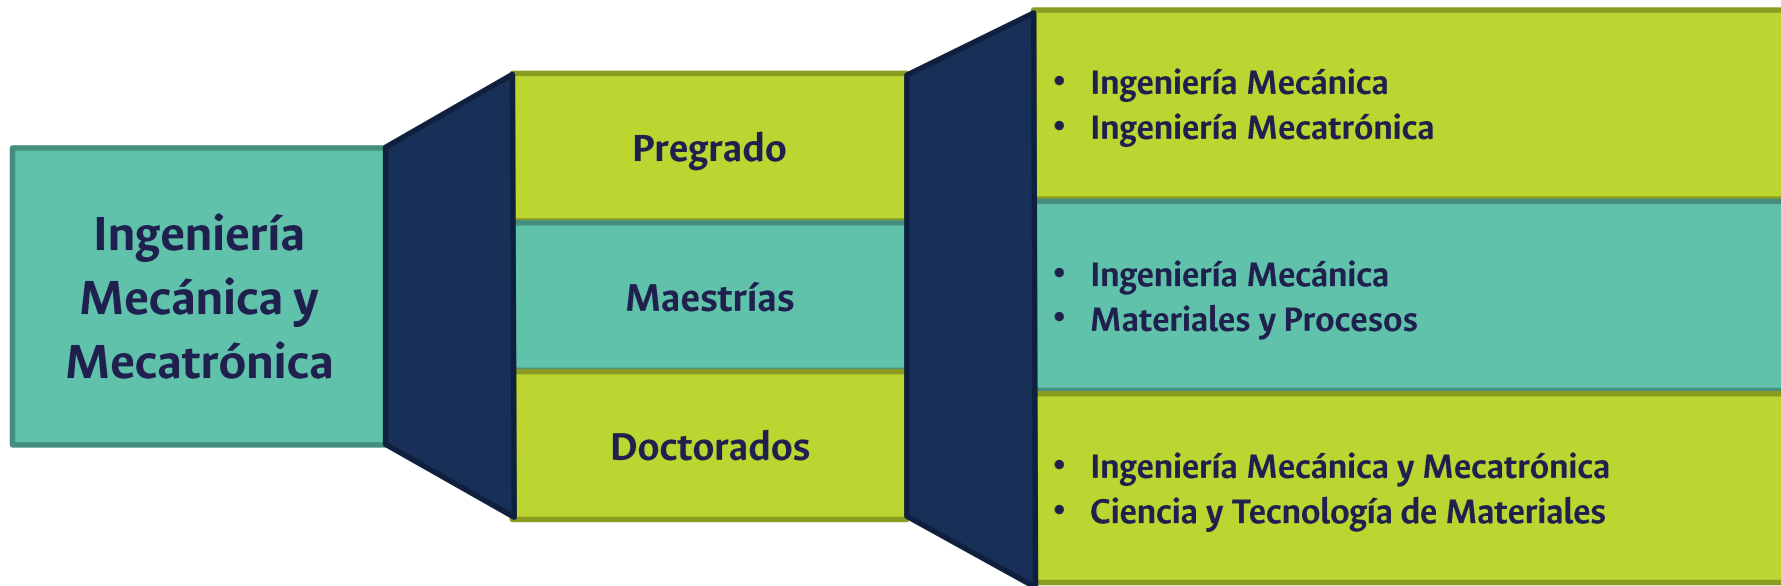 Ingeniería
Mecánica y
Mecatrónica
Pregrado
Maestrías
Doctorados
• Ingeniería Mecánica
• Ingeniería Mecatrónica
• Ingeniería Mecánica
• Materiales y Procesos
• Ingeniería Mecánica y Mecatrónica
• Ciencia y Tecnología de Materiales